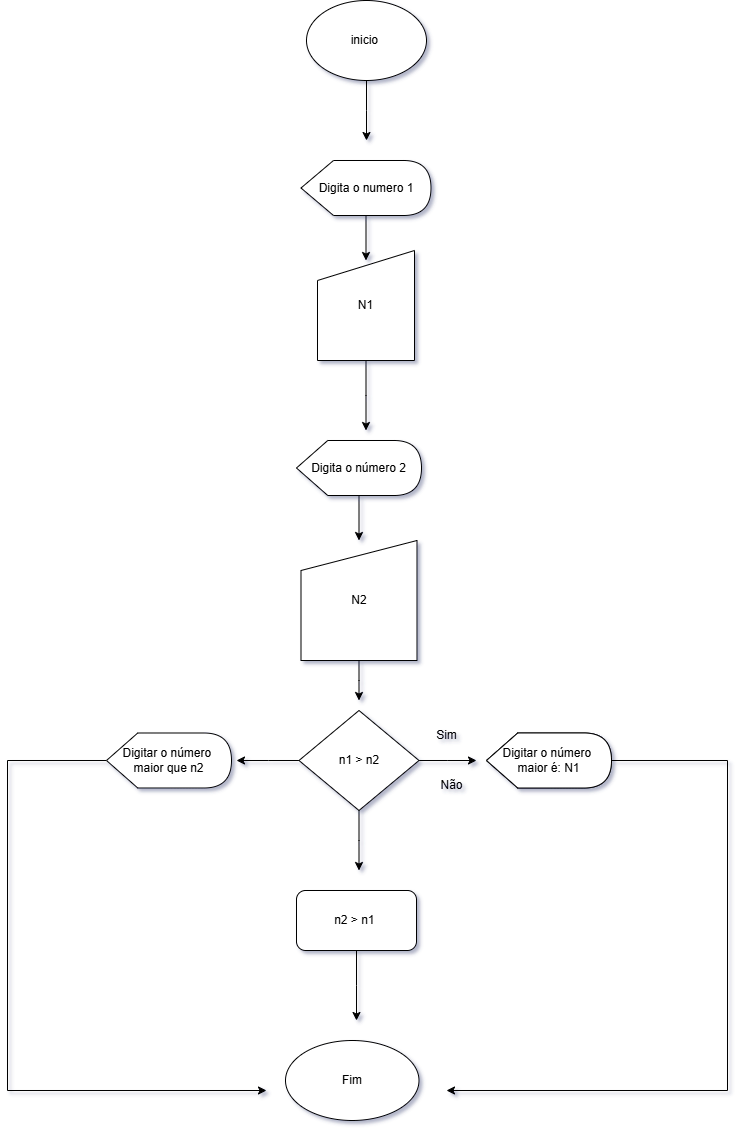 inicio
Digita o numero 1
N1
Digita o número 2
N2
Sim
Digitar o número
maior que n2
n1 > n2
Digitar o número
maior é: N1
Não
n2 > n1
Fim